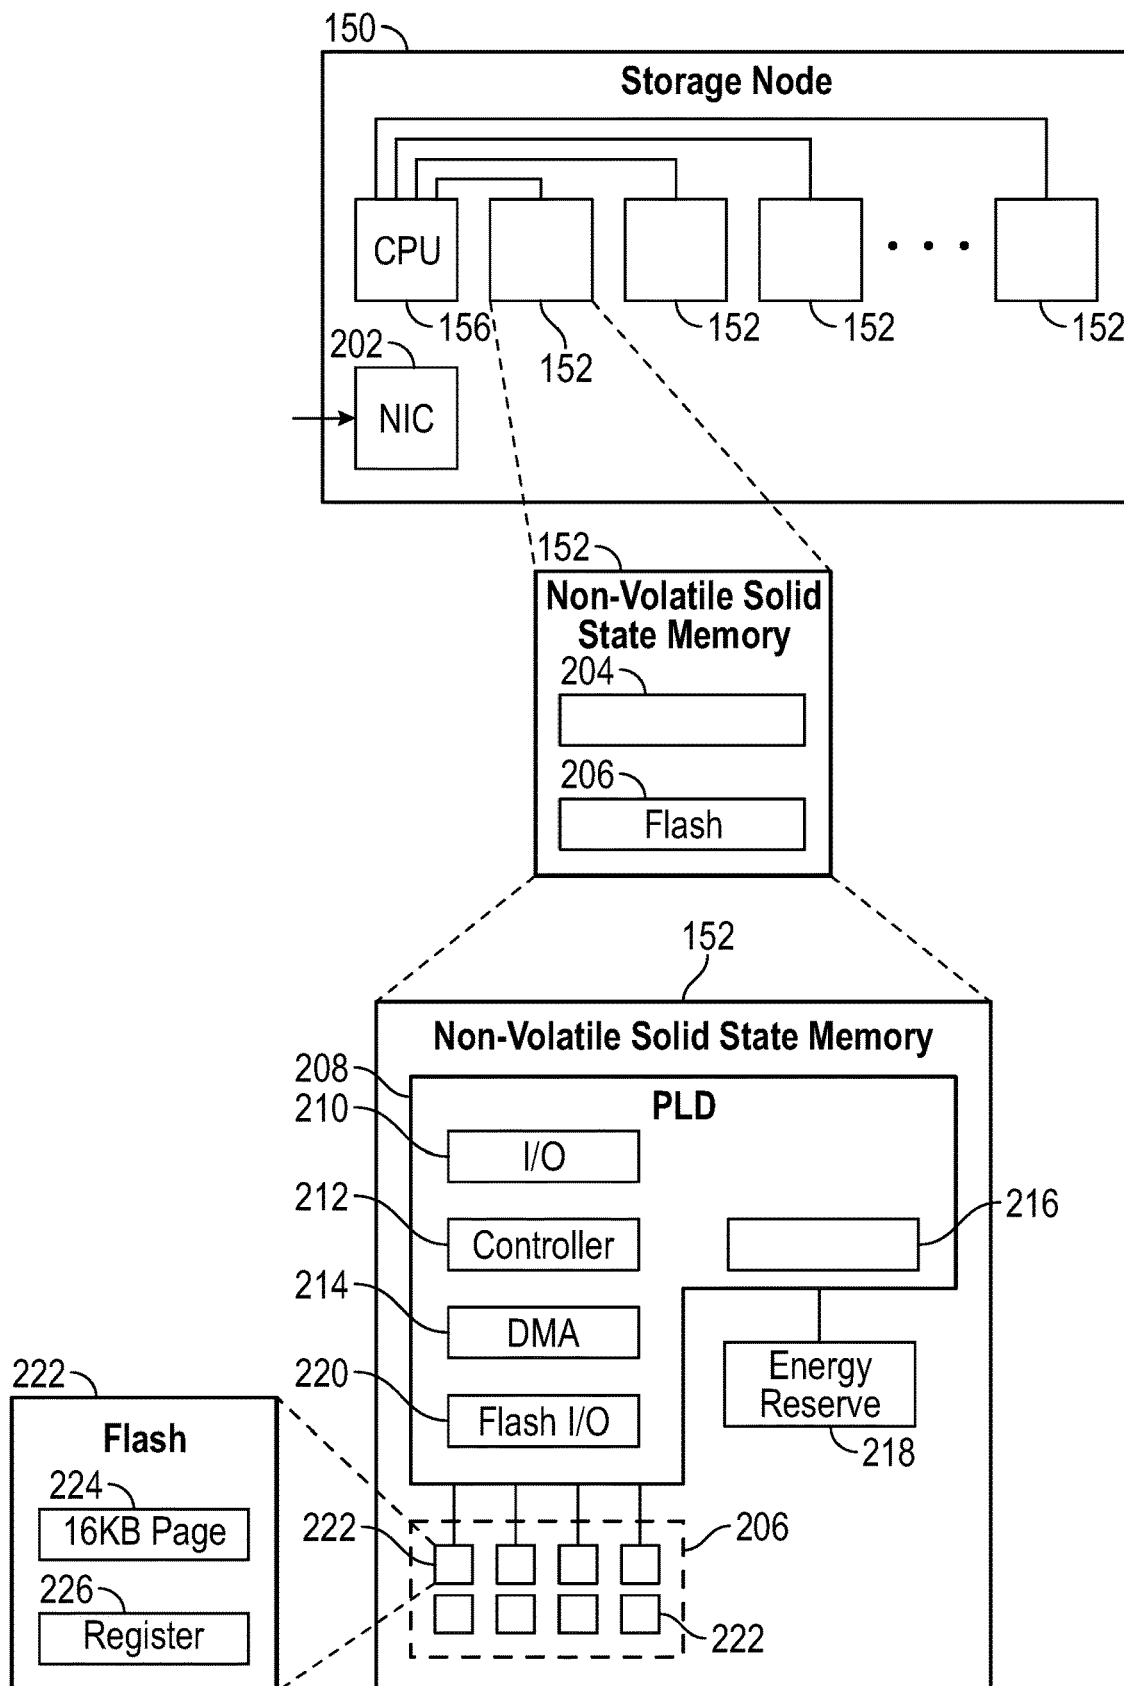 150
Storage Node
CPU
156
152
152
152
152
202
NIC
152
Non-Volatile Solid
State Memory
204
206
Flash
152
Non-Volatile Solid State Memory
208
PLD
210
I/O
212
Controller
216
214
DMA
220
Flash I/O
Energy
Reserve
218
222
Flash
224
16KB Page
226
Register
222
206
222